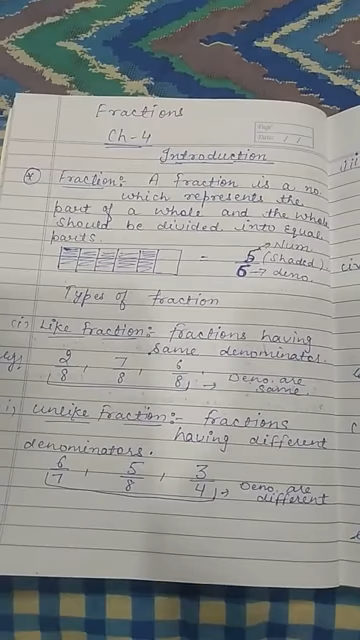 Fractions
Ch-4
Page
Date / /
Introduction
* Fraction:- A fraction is a no.
which represents the
part of a whole and the whole
should be divided into equal
parts.
= 5 → Num (Shaded)
6 → deno.
Types of fraction
(i) Like fraction:- fractions having
same denominator.
eg: 2/8, 7/8, 6/8, → Deno. are
same.
unlike fraction:- fractions
having different
denominators.
6/7, 5/8, 3/4 → Deno. are
different